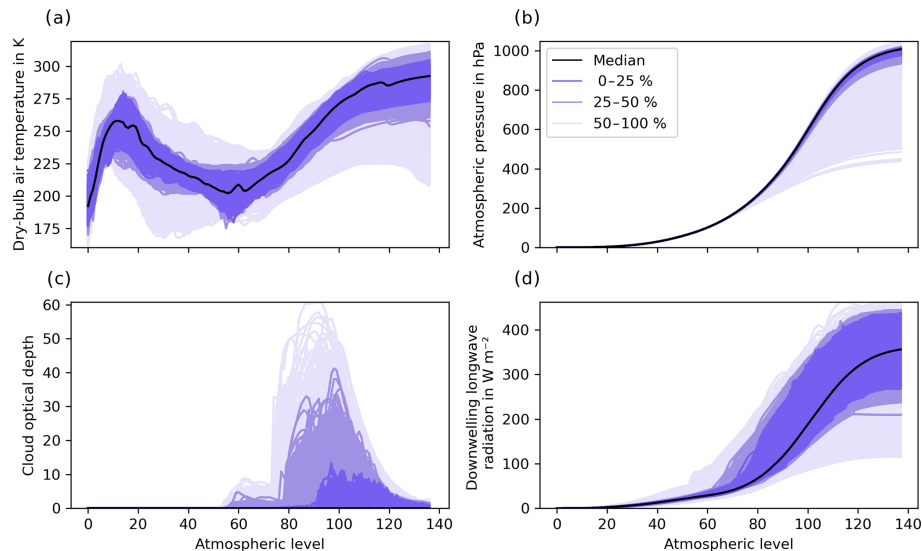 (a)
Dry-bulb air temperature in K
300
275
250
225
200
175
(b)
Atmospheric pressure in hPa
1000
800
600
400
200
0
Median
0–25 %
25–50 %
50–100 %
(c)
Cloud optical depth
60
50
40
30
20
10
0
0 20 40 60 80 100 120 140
Atmospheric level
(d)
Downwelling longwave
radiation in W m⁻²
400
300
200
100
0
0 20 40 60 80 100 120 140
Atmospheric level